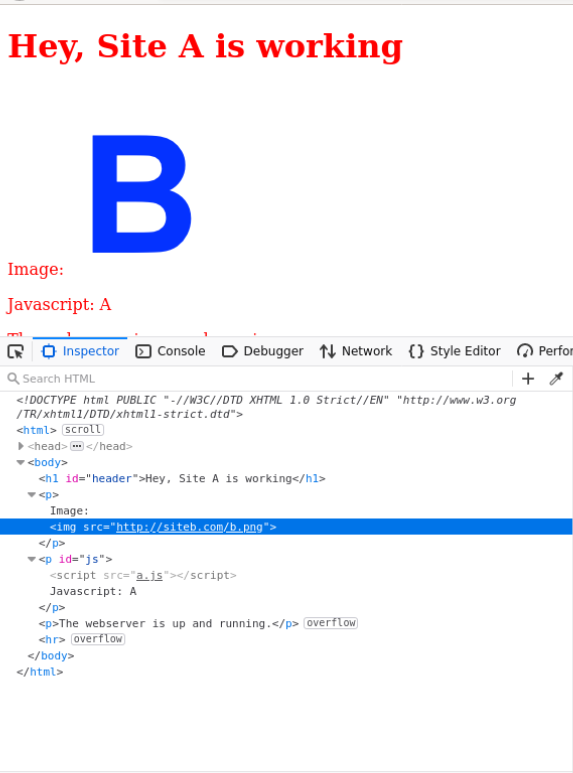 Hey, Site A is working
B
Image:
Javascript: A
Inspector Console Debugger Network Style Editor Perfor
Search HTML
<!DOCTYPE html PUBLIC "-//W3C//DTD XHTML 1.0 Strict//EN" "http://www.w3.org
/TR/xhtml1/DTD/xhtml1-strict.dtd">
<html> scroll
<head> ••• </head>
<body>
<h1 id="header">Hey, Site A is working</h1>
<p>
Image:
<img src="http://siteb.com/b.png">
</p>
<p id="js">
<script src="a.js"></script>
Javascript: A
</p>
<p>The webserver is up and running.</p> overflow
<hr> overflow
</body>
</html>